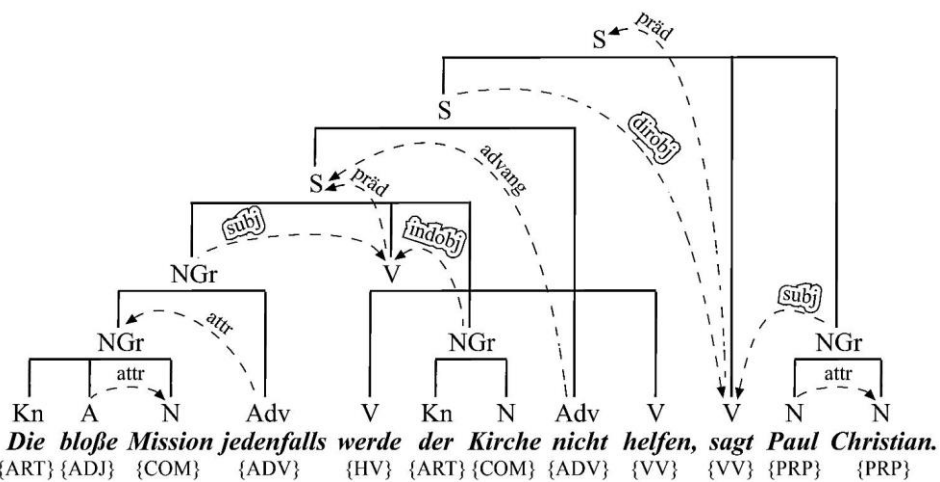 S präd
S
dirobj
S präd advang
subj indobj
NGr V
subj
attr
NGr NGr NGr
attr attr
Kn A N Adv V Kn N Adv V V N N
Die bloße Mission jedenfalls werde der Kirche nicht helfen, sagt Paul Christian.
{ART} {ADJ} {COM} {ADV} {HV} {ART} {COM} {ADV} {VV} {VV} {PRP} {PRP}